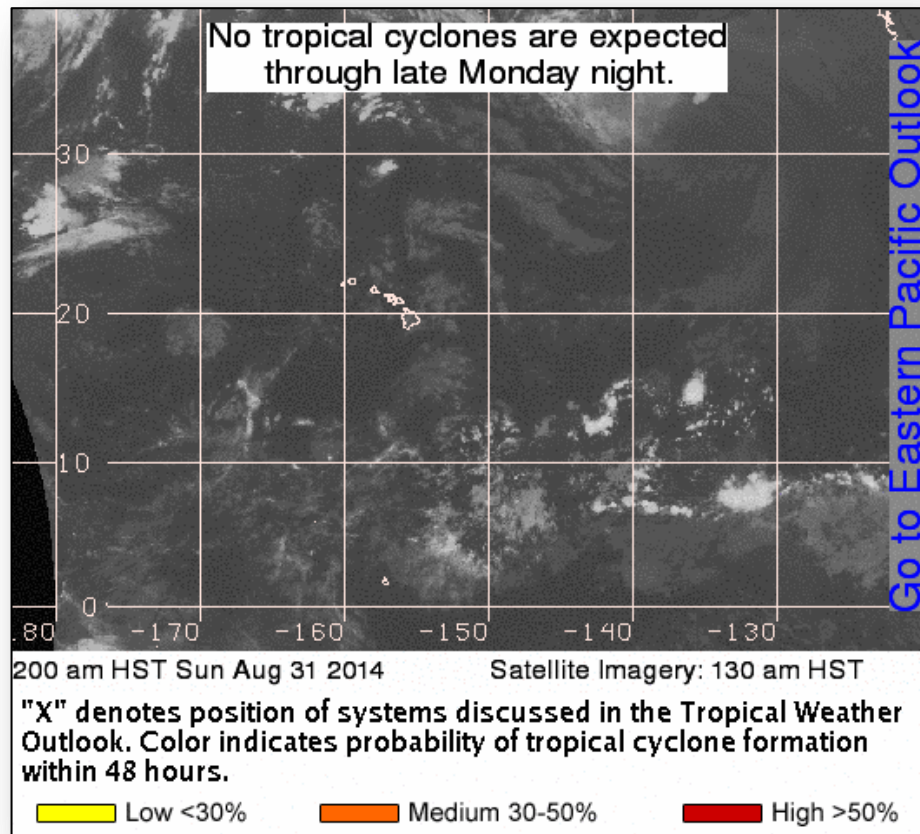 No tropical cyclones are expected
through late Monday night.
Go to Eastern Pacific Outlook
30
20
10
0
.80 -170 -160 -150 -140 -130
200 am HST Sun Aug 31 2014 Satellite Imagery: 130 am HST
"X" denotes position of systems discussed in the Tropical Weather
Outlook. Color indicates probability of tropical cyclone formation
within 48 hours.
Low <30% Medium 30-50% High >50%